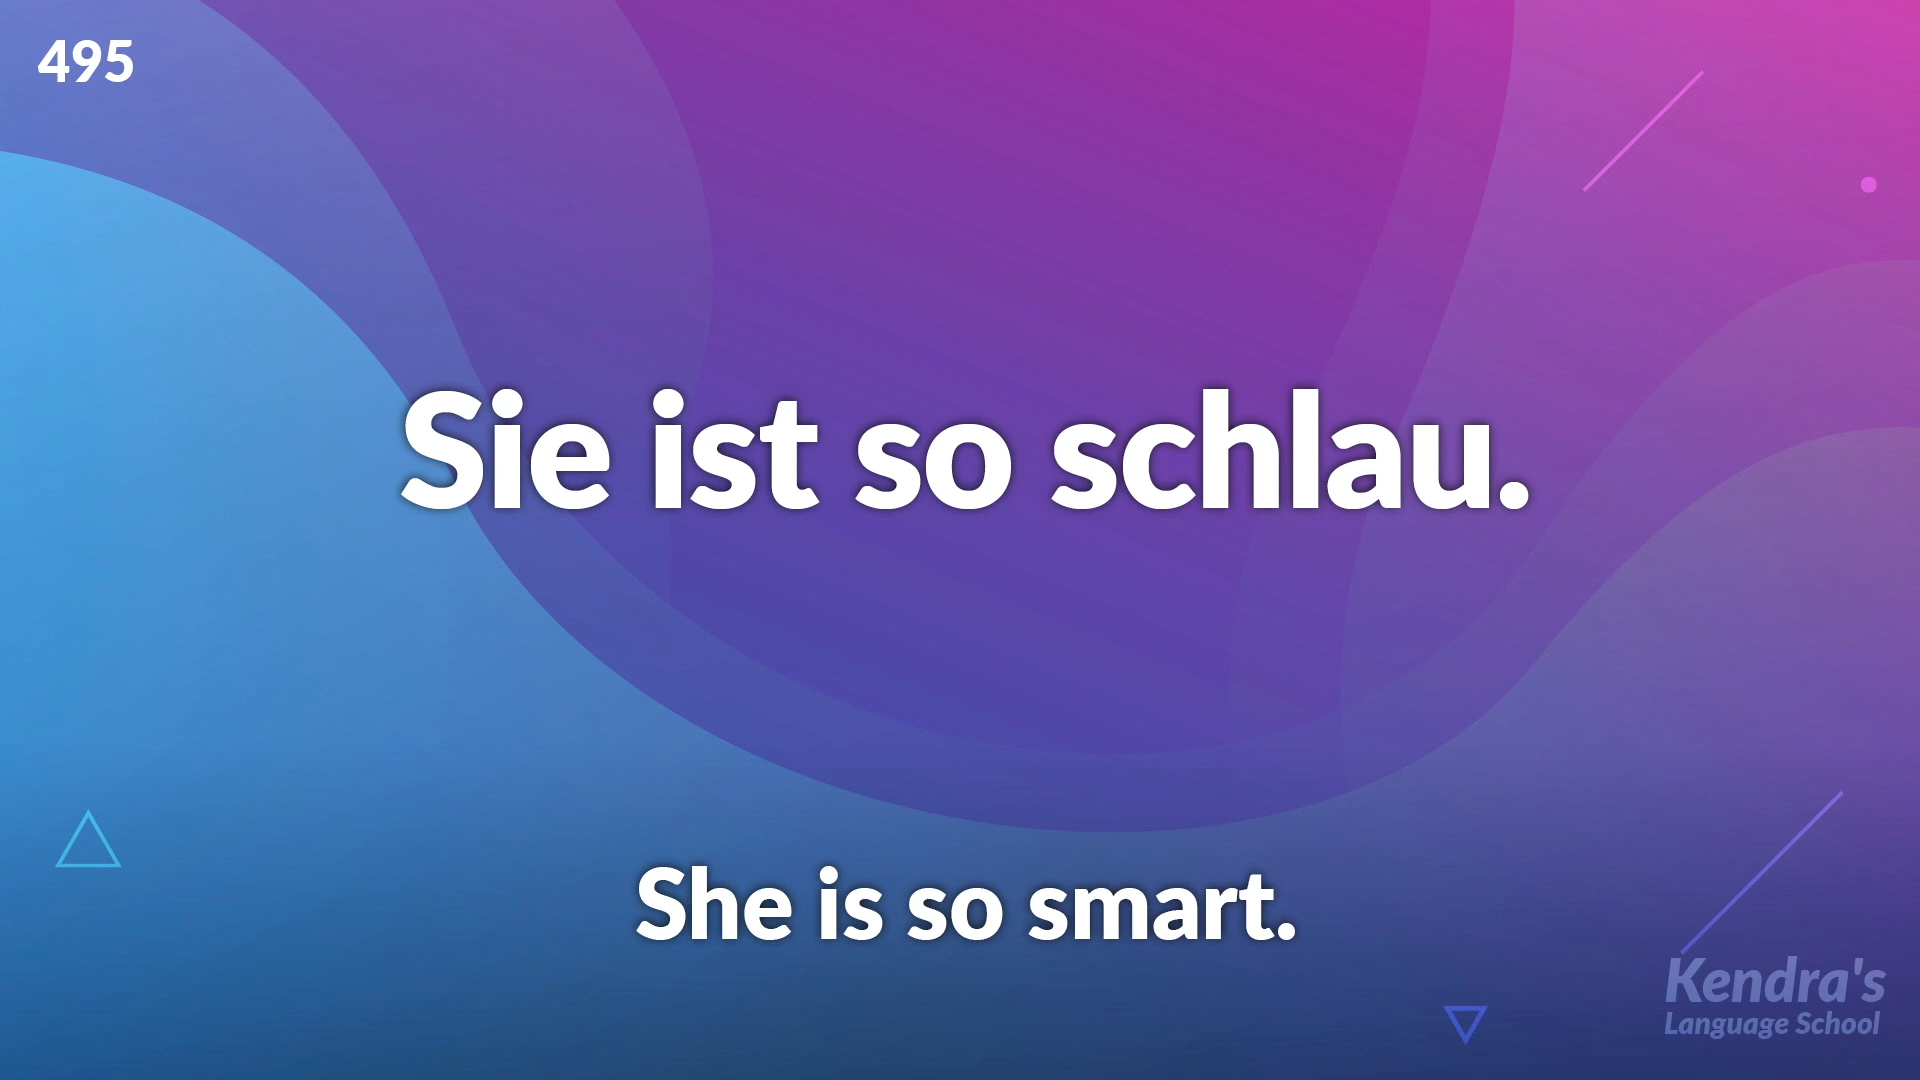 495
Sie ist so schlau.
She is so smart.
Kendra's
Language School